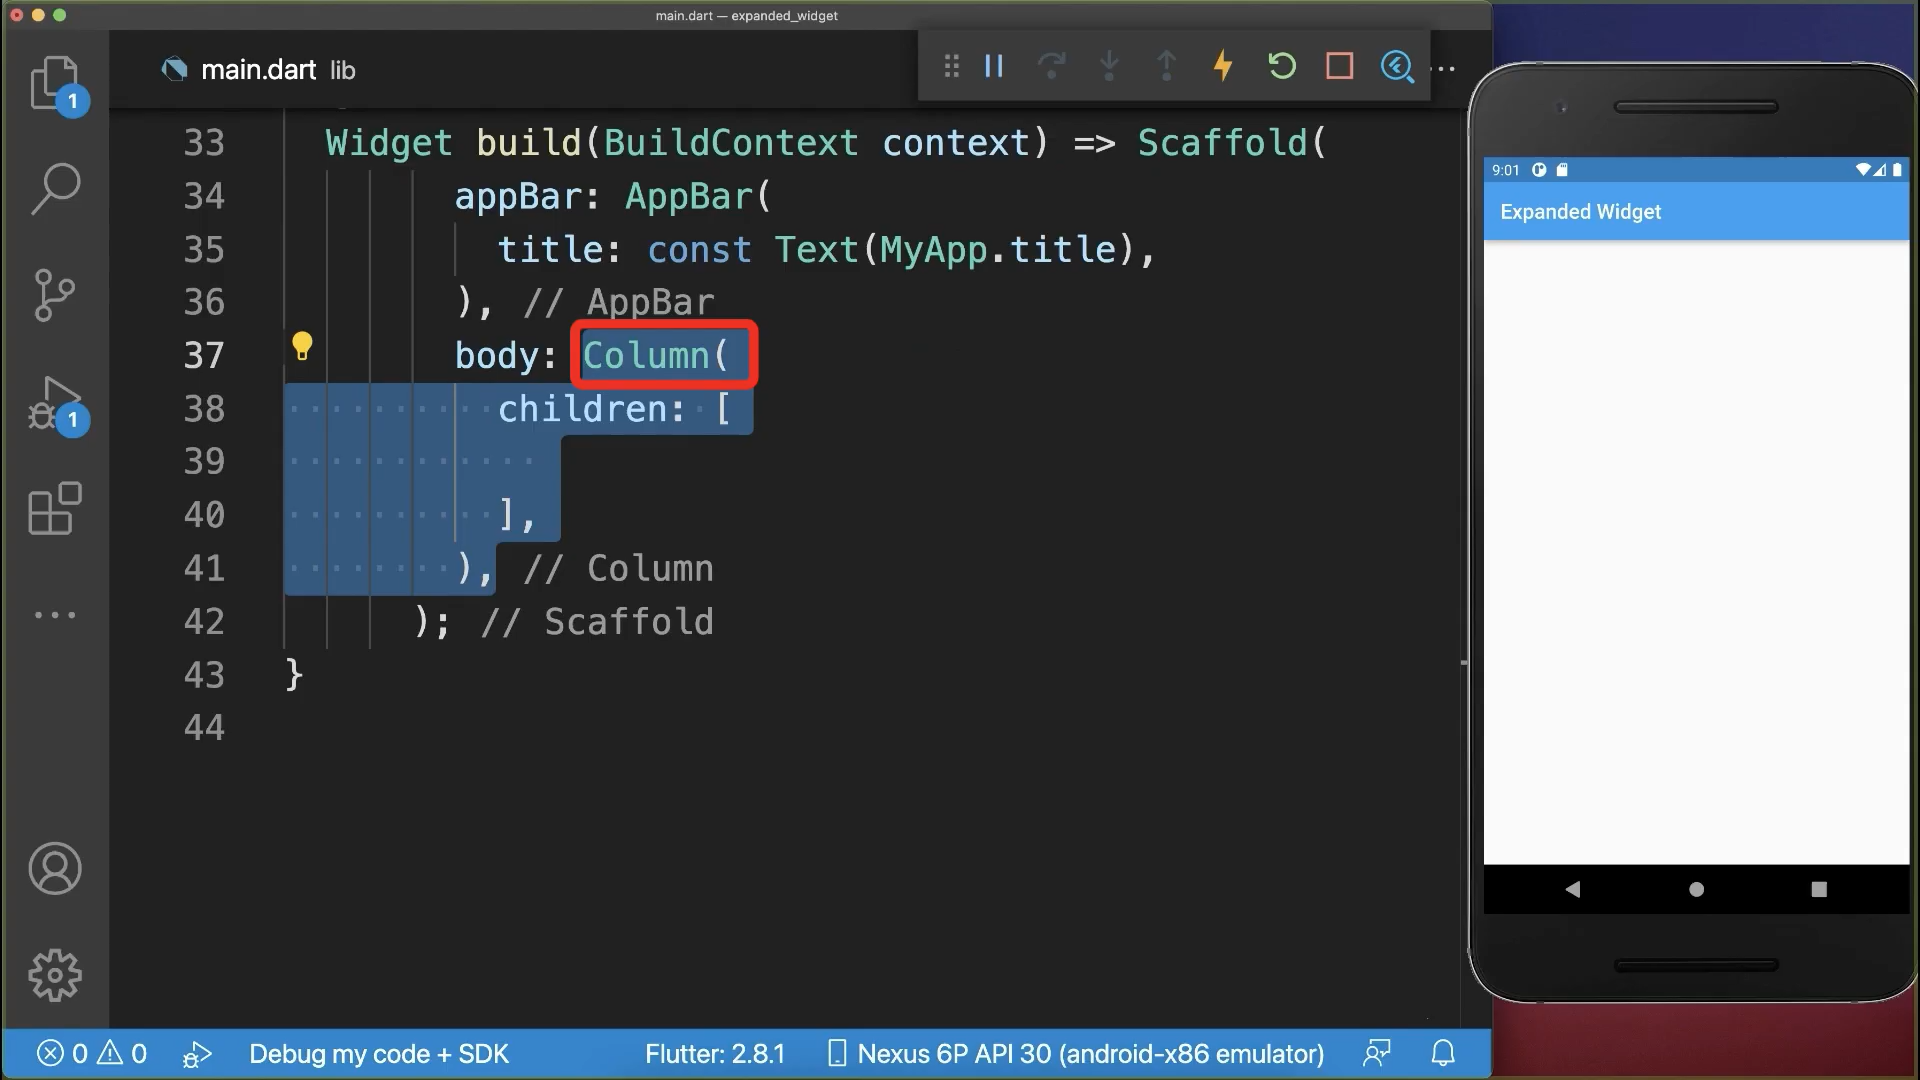 main.dart — expanded_widget
main.dart lib
1
33 Widget build(BuildContext context) => Scaffold(
34 appBar: AppBar(
35 title: const Text(MyApp.title),
36 ), // AppBar
37 body: Column(
38 children: [
39
40 ],
41 ), // Column
42 ); // Scaffold
43 }
44
1
9:01
Expanded Widget
0 0 Debug my code + SDK Flutter: 2.8.1 Nexus 6P API 30 (android-x86 emulator)